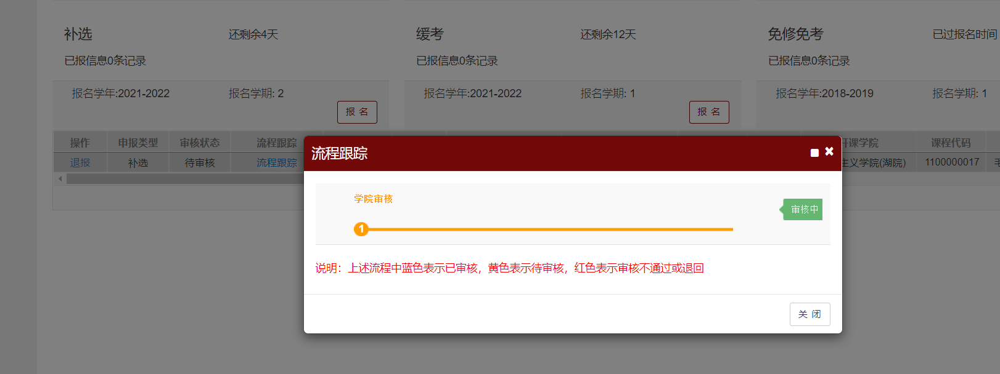 补选
还剩余4天
缓考
还剩余12天
免修免考
已过报名时间
已报信息0条记录
已报信息0条记录
已报信息0条记录
报名学年:2021-2022
报名学期: 2
报名学年:2021-2022
报名学期: 1
报名学年:2018-2019
报名学期: 1
报 名
报 名
操作
申报类型
审核状态
流程跟踪
开课学院
课程代码
退报
补选
待审核
流程跟踪
主义学院(湖院)
1100000017
流程跟踪
学院审核
审核中
1
说明：上述流程中蓝色表示已审核，黄色表示待审核，红色表示审核不通过或退回
关 闭